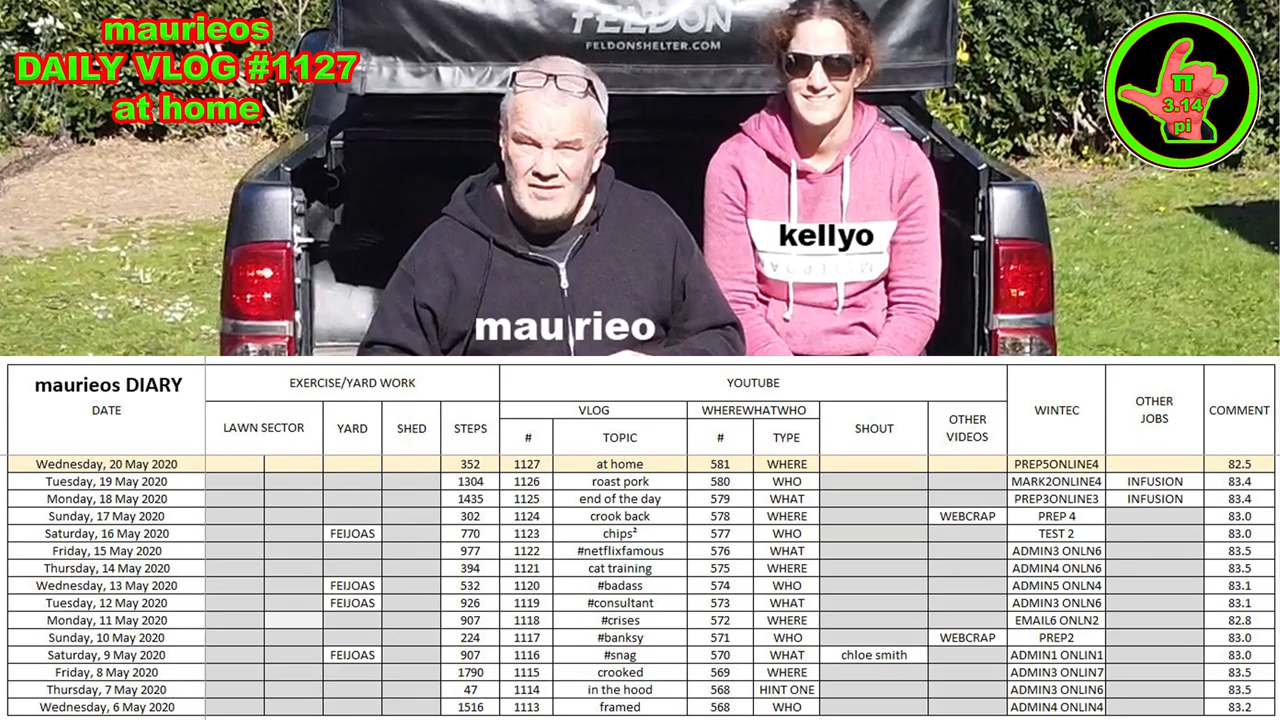 FELDON
FELDONSHELTER.COM
maurieos
DAILY VLOG #1127
at home
π
3.14
pi
kellyo
maurieo
maurieos DIARY
DATE
EXERCISE/YARD WORK
YOUTUBE
WINTEC
OTHER JOBS
COMMENT
LAWN SECTOR
YARD
SHED
STEPS
VLOG
WHEREWHATWHO
SHOUT
OTHER VIDEOS
#
TOPIC
#
TYPE
Wednesday, 20 May 2020 352 1127 at home 581 WHERE PREP5ONLINE4 82.5
Tuesday, 19 May 2020 1304 1126 roast pork 580 WHO MARK2ONLINE4 INFUSION 83.4
Monday, 18 May 2020 1435 1125 end of the day 579 WHAT PREP3ONLINE3 INFUSION 83.4
Sunday, 17 May 2020 302 1124 crook back 578 WHERE WEBCRAP PREP 4 83.0
Saturday, 16 May 2020 FEIJOAS 770 1123 chips² 577 WHO TEST 2 83.0
Friday, 15 May 2020 977 1122 #netflixfamous 576 WHAT ADMIN3 ONLN6 83.5
Thursday, 14 May 2020 394 1121 cat training 575 WHERE ADMIN4 ONLN6 83.5
Wednesday, 13 May 2020 FEIJOAS 532 1120 #badass 574 WHO ADMIN5 ONLN4 83.1
Tuesday, 12 May 2020 FEIJOAS 926 1119 #consultant 573 WHAT ADMIN3 ONLN6 83.1
Monday, 11 May 2020 907 1118 #crises 572 WHERE EMAIL6 ONLN2 82.8
Sunday, 10 May 2020 224 1117 #banksy 571 WHO WEBCRAP PREP2 83.0
Saturday, 9 May 2020 FEIJOAS 907 1116 #snag 570 WHAT chloe smith ADMIN1 ONLIN1 83.0
Friday, 8 May 2020 1790 1115 crooked 569 WHERE ADMIN3 ONLIN7 83.5
Thursday, 7 May 2020 47 1114 in the hood 568 HINT ONE ADMIN3 ONLIN6 83.5
Wednesday, 6 May 2020 1516 1113 framed 568 WHO ADMIN4 ONLIN4 83.2